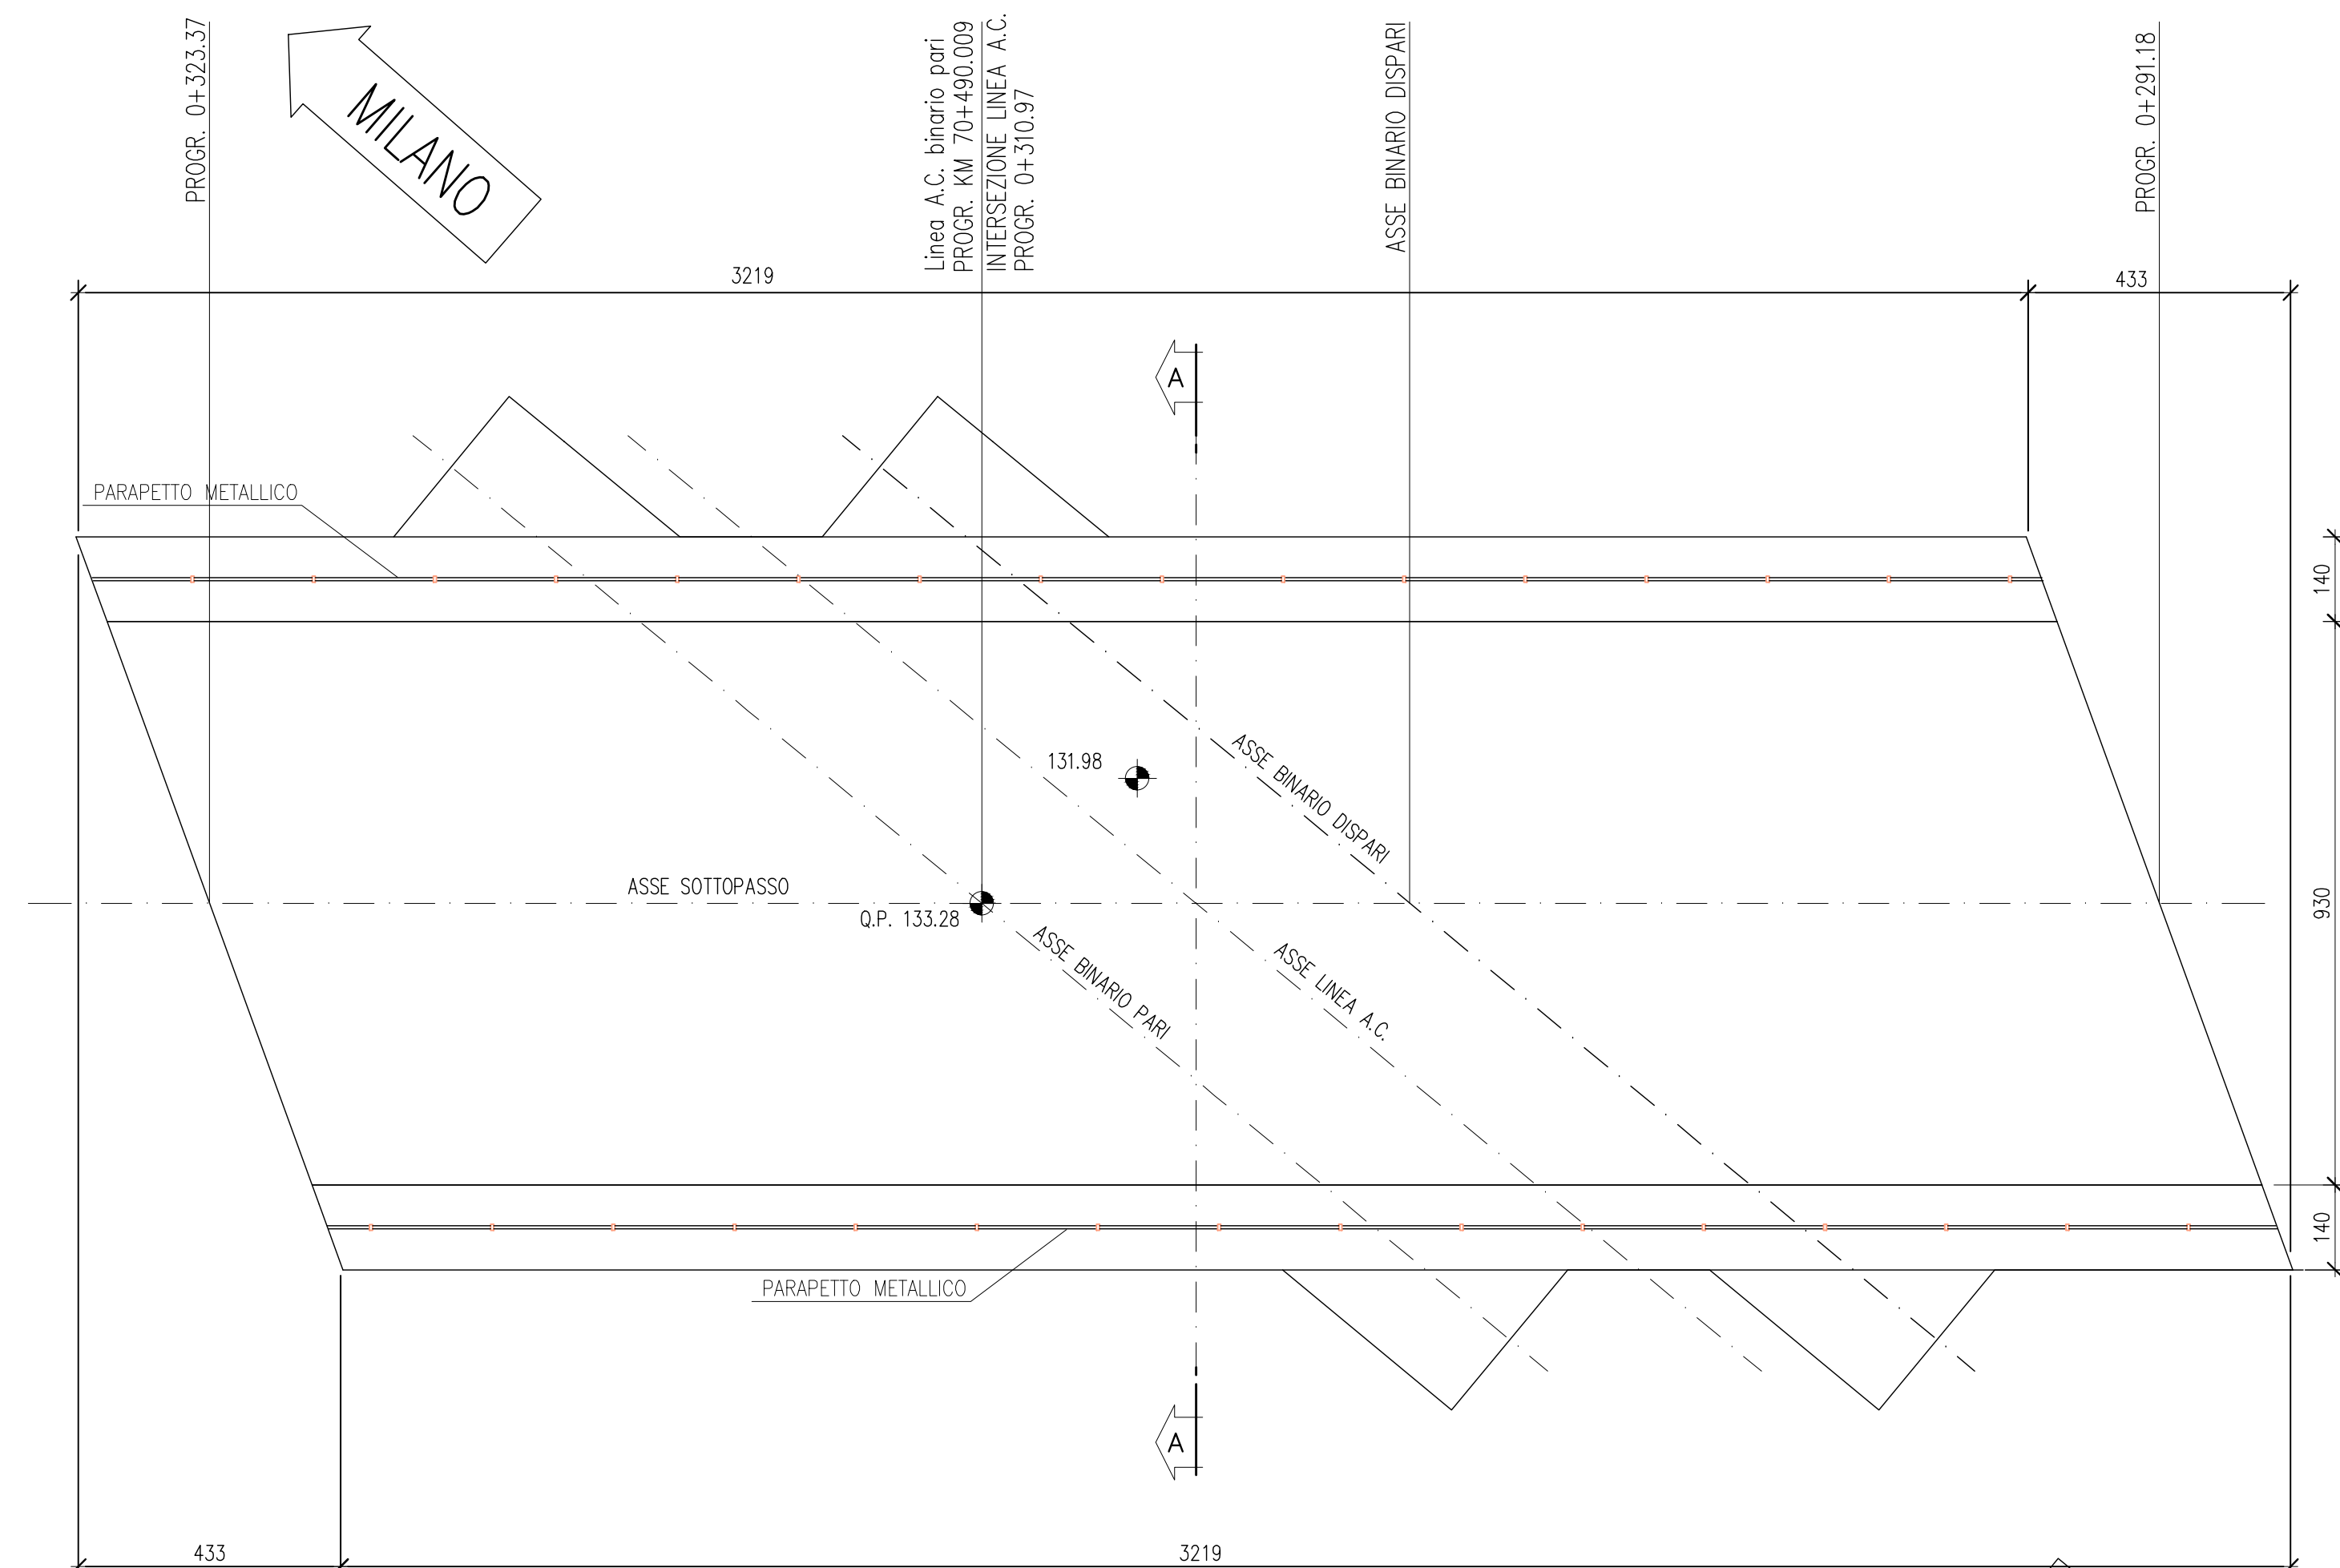 PROGR. 0+323.37
MILANO
Linea A.C. binario pari
PROGR. KM 70+490.009
INTERSEZIONE LINEA A.C.
PROGR. 0+310.97
ASSE BINARIO DISPARI
PROGR. 0+291.18
3219
433
A
PARAPETTO METALLICO
140
131.98
ASSE BINARIO DISPARI
ASSE SOTTOPASSO
Q.P. 133.28
930
ASSE BINARIO PARI
ASSE LINEA A.C.
140
PARAPETTO METALLICO
A
433
3219